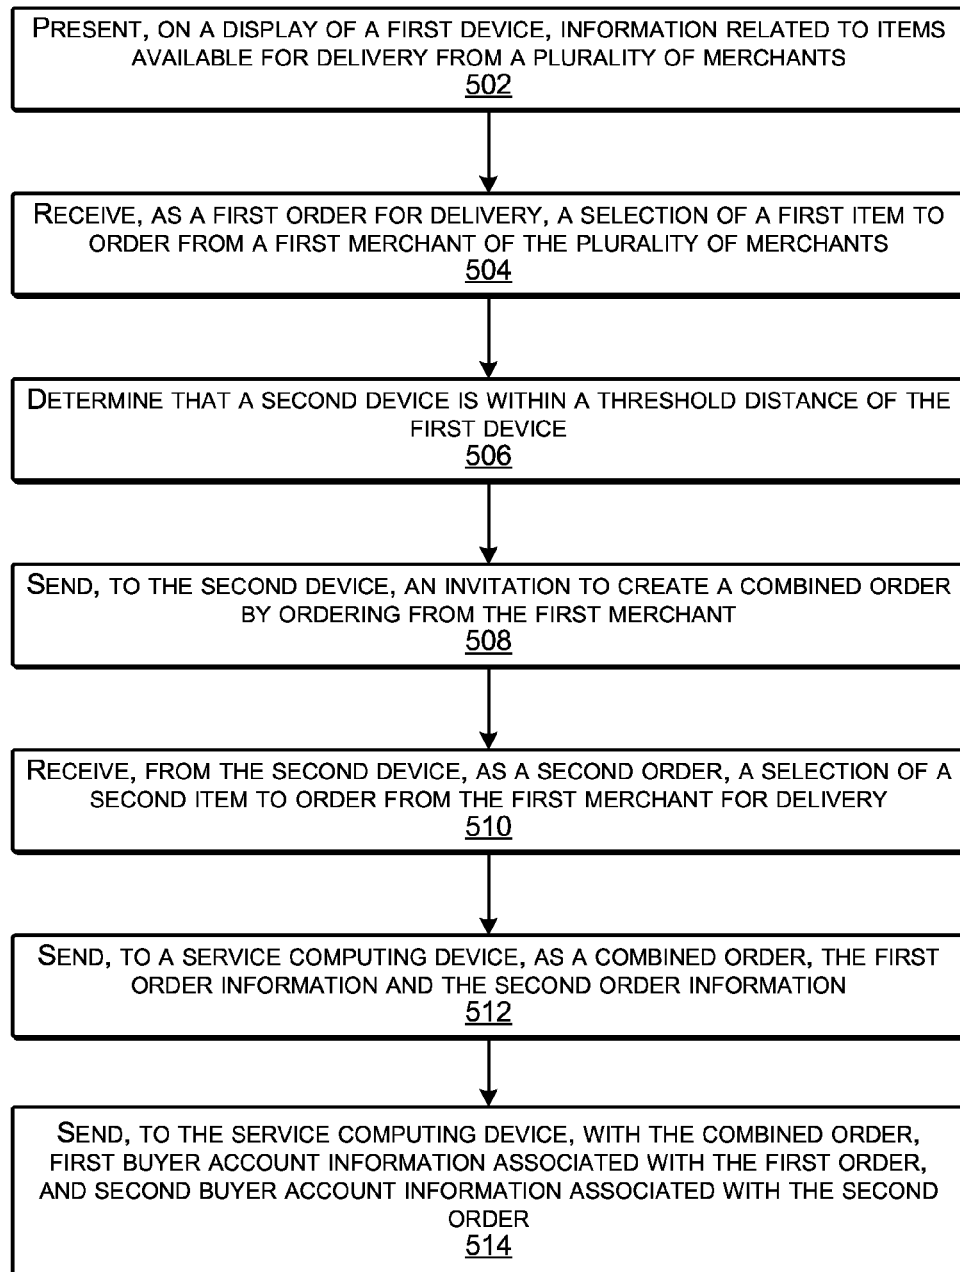 PRESENT, ON A DISPLAY OF A FIRST DEVICE, INFORMATION RELATED TO ITEMS
AVAILABLE FOR DELIVERY FROM A PLURALITY OF MERCHANTS
502
RECEIVE, AS A FIRST ORDER FOR DELIVERY, A SELECTION OF A FIRST ITEM TO
ORDER FROM A FIRST MERCHANT OF THE PLURALITY OF MERCHANTS
504
DETERMINE THAT A SECOND DEVICE IS WITHIN A THRESHOLD DISTANCE OF THE
FIRST DEVICE
506
SEND, TO THE SECOND DEVICE, AN INVITATION TO CREATE A COMBINED ORDER
BY ORDERING FROM THE FIRST MERCHANT
508
RECEIVE, FROM THE SECOND DEVICE, AS A SECOND ORDER, A SELECTION OF A
SECOND ITEM TO ORDER FROM THE FIRST MERCHANT FOR DELIVERY
510
SEND, TO A SERVICE COMPUTING DEVICE, AS A COMBINED ORDER, THE FIRST
ORDER INFORMATION AND THE SECOND ORDER INFORMATION
512
SEND, TO THE SERVICE COMPUTING DEVICE, WITH THE COMBINED ORDER,
FIRST BUYER ACCOUNT INFORMATION ASSOCIATED WITH THE FIRST ORDER,
AND SECOND BUYER ACCOUNT INFORMATION ASSOCIATED WITH THE SECOND
ORDER
514